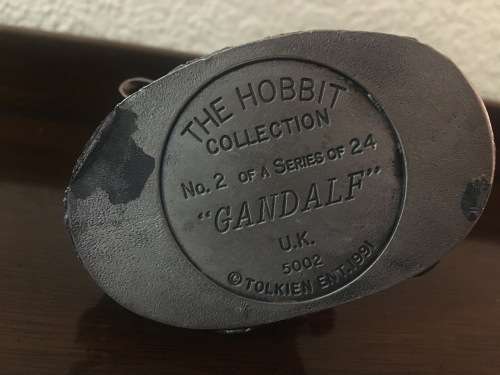 THE HOBBIT
COLLECTION
No. 2 OF A SERIES OF 24
"GANDALF"
U.K.
5002
© TOLKIEN ENT. 1991